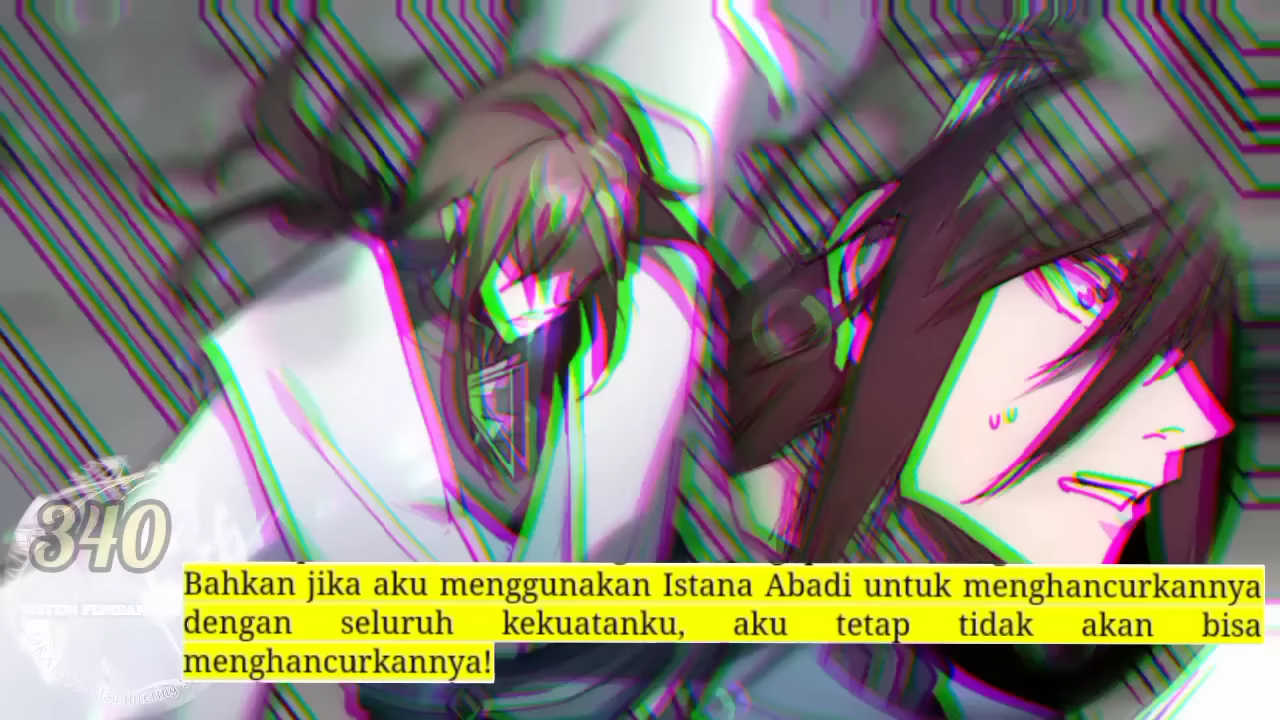 340
Bahkan jika aku menggunakan Istana Abadi untuk menghancurkannya
dengan seluruh kekuatanku, aku tetap tidak akan bisa
menghancurkannya!